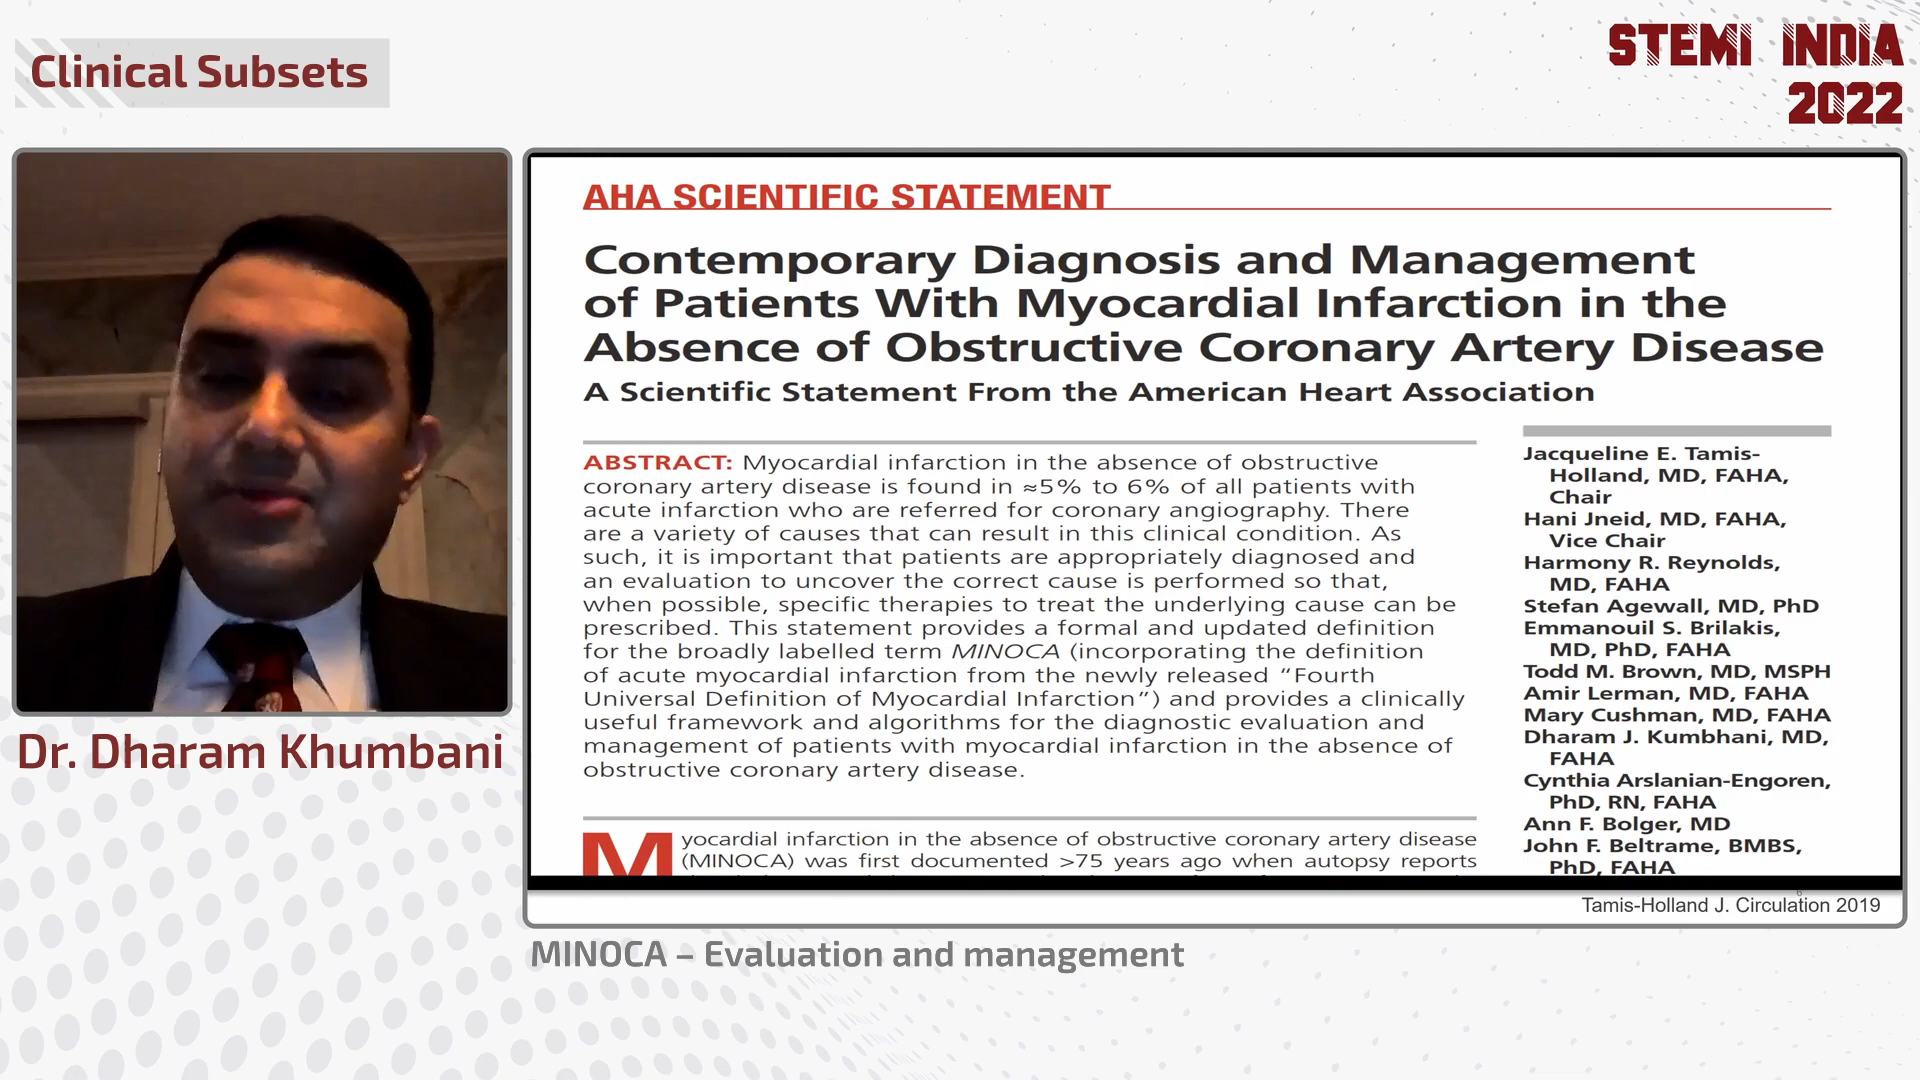 Clinical Subsets
STEMI INDIA
2022
AHA SCIENTIFIC STATEMENT
Contemporary Diagnosis and Management
of Patients With Myocardial Infarction in the
Absence of Obstructive Coronary Artery Disease
A Scientific Statement From the American Heart Association
ABSTRACT: Myocardial infarction in the absence of obstructive
coronary artery disease is found in ≈5% to 6% of all patients with
acute infarction who are referred for coronary angiography. There
are a variety of causes that can result in this clinical condition. As
such, it is important that patients are appropriately diagnosed and
an evaluation to uncover the correct cause is performed so that,
when possible, specific therapies to treat the underlying cause can be
prescribed. This statement provides a formal and updated definition
for the broadly labelled term MINOCA (incorporating the definition
of acute myocardial infarction from the newly released “Fourth
Universal Definition of Myocardial Infarction”) and provides a clinically
useful framework and algorithms for the diagnostic evaluation and
management of patients with myocardial infarction in the absence of
obstructive coronary artery disease.
Myocardial infarction in the absence of obstructive coronary artery disease
(MINOCA) was first documented >75 years ago when autopsy reports
Jacqueline E. Tamis-
Holland, MD, FAHA,
Chair
Hani Jneid, MD, FAHA,
Vice Chair
Harmony R. Reynolds,
MD, FAHA
Stefan Agewall, MD, PhD
Emmanouil S. Brilakis,
MD, PhD, FAHA
Todd M. Brown, MD, MSPH
Amir Lerman, MD, FAHA
Mary Cushman, MD, FAHA
Dharam J. Kumbhani, MD,
FAHA
Cynthia Arslanian-Engoren,
PhD, RN, FAHA
Ann F. Bolger, MD
John F. Beltrame, BMBS,
PhD, FAHA
6
Tamis-Holland J. Circulation 2019
Dr. Dharam Khumbani
MINOCA – Evaluation and management